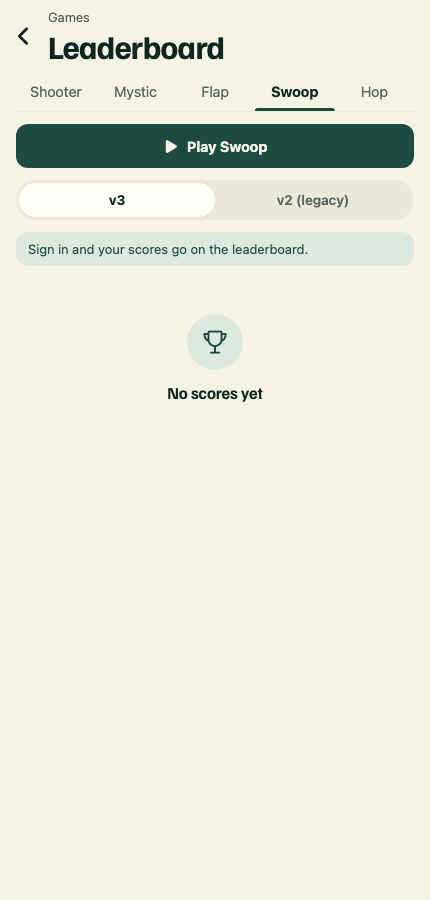 Games
Leaderboard
Shooter Mystic Flap Swoop Hop
Play Swoop
v3 v2 (legacy)
Sign in and your scores go on the leaderboard.
No scores yet